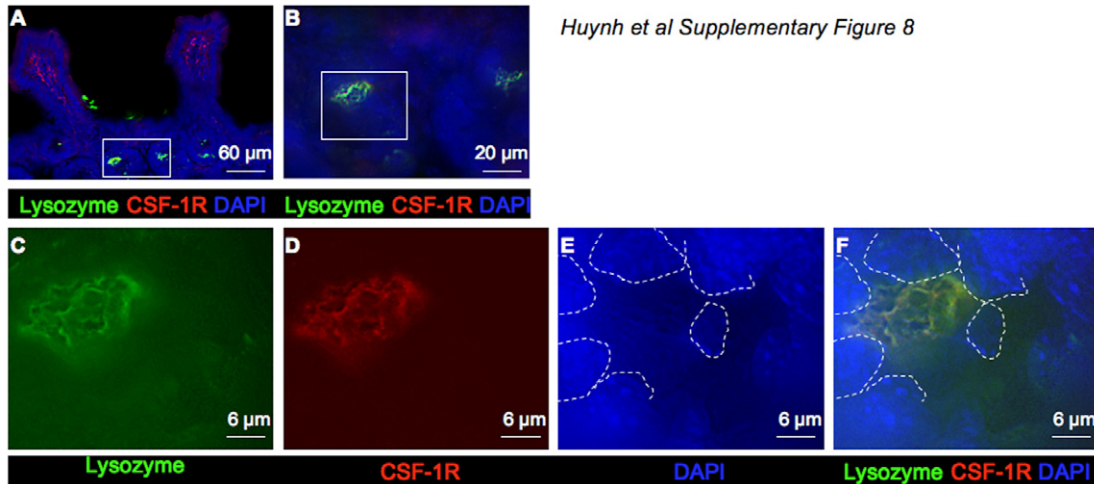 Huynh et al Supplementary Figure 8
A
60 µm
B
20 µm
Lysozyme CSF-1R DAPI
Lysozyme CSF-1R DAPI
C
6 µm
D
6 µm
E
6 µm
F
6 µm
Lysozyme
CSF-1R
DAPI
Lysozyme CSF-1R DAPI